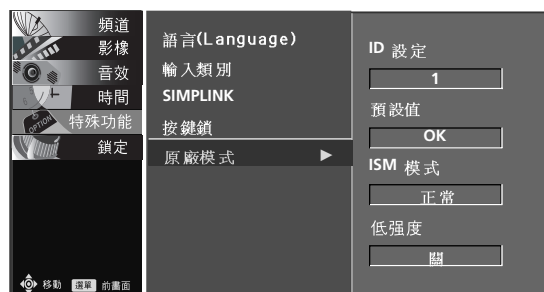 頻道
影像
音效
時間
特殊功能
鎖定
移動 選單 前畫面
語言(Language)
輸入類別
SIMPLINK
按鍵鎖
原廠模式 ►
ID 設定
1
預設值
OK
ISM 模式
正常
低强度
關